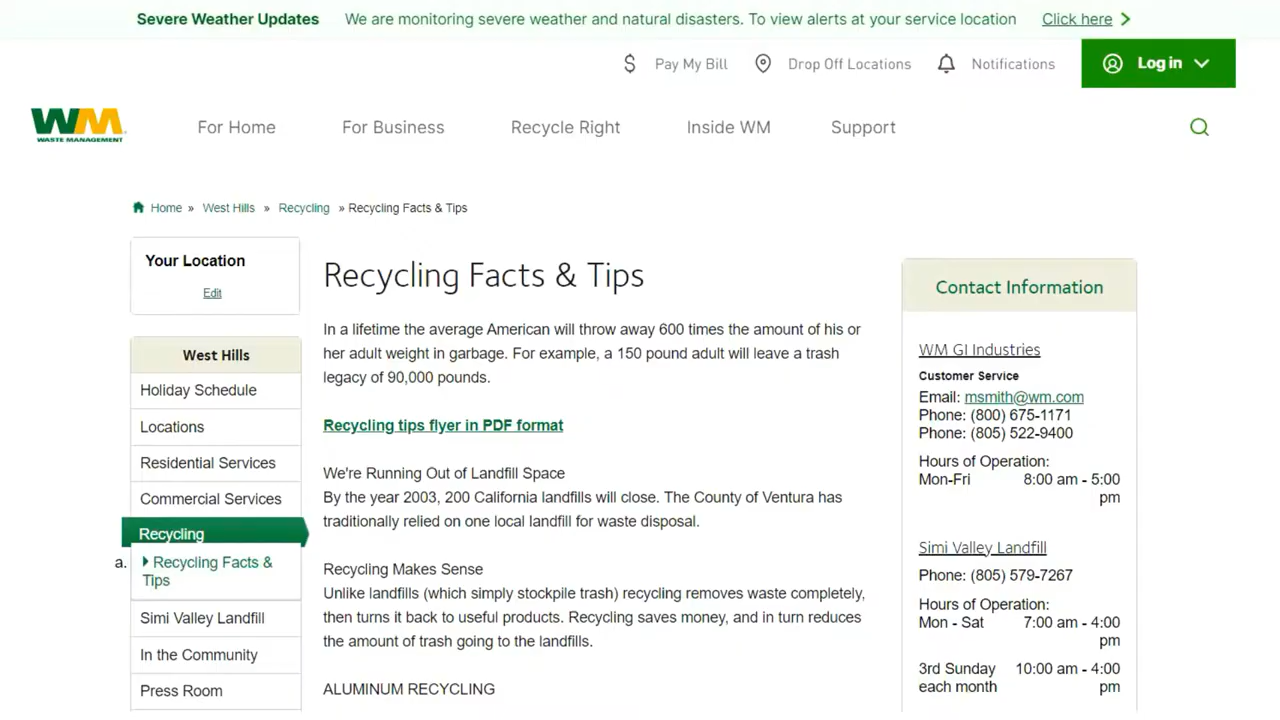 Severe Weather Updates We are monitoring severe weather and natural disasters. To view alerts at your service location Click here
Pay My Bill Drop Off Locations Notifications Log in
WM
WASTE MANAGEMENT
For Home For Business Recycle Right Inside WM Support
Home » West Hills » Recycling » Recycling Facts & Tips
Your Location
Edit
West Hills
Holiday Schedule
Locations
Residential Services
Commercial Services
Recycling
a. Recycling Facts &
Tips
Simi Valley Landfill
In the Community
Press Room
Recycling Facts & Tips
In a lifetime the average American will throw away 600 times the amount of his or
her adult weight in garbage. For example, a 150 pound adult will leave a trash
legacy of 90,000 pounds.
Recycling tips flyer in PDF format
We're Running Out of Landfill Space
By the year 2003, 200 California landfills will close. The County of Ventura has
traditionally relied on one local landfill for waste disposal.
Recycling Makes Sense
Unlike landfills (which simply stockpile trash) recycling removes waste completely,
then turns it back to useful products. Recycling saves money, and in turn reduces
the amount of trash going to the landfills.
ALUMINUM RECYCLING
Contact Information
WM GI Industries
Customer Service
Email: msmith@wm.com
Phone: (800) 675-1171
Phone: (805) 522-9400
Hours of Operation:
Mon-Fri 8:00 am - 5:00
pm
Simi Valley Landfill
Phone: (805) 579-7267
Hours of Operation:
Mon - Sat 7:00 am - 4:00
pm
3rd Sunday 10:00 am - 4:00
each month pm